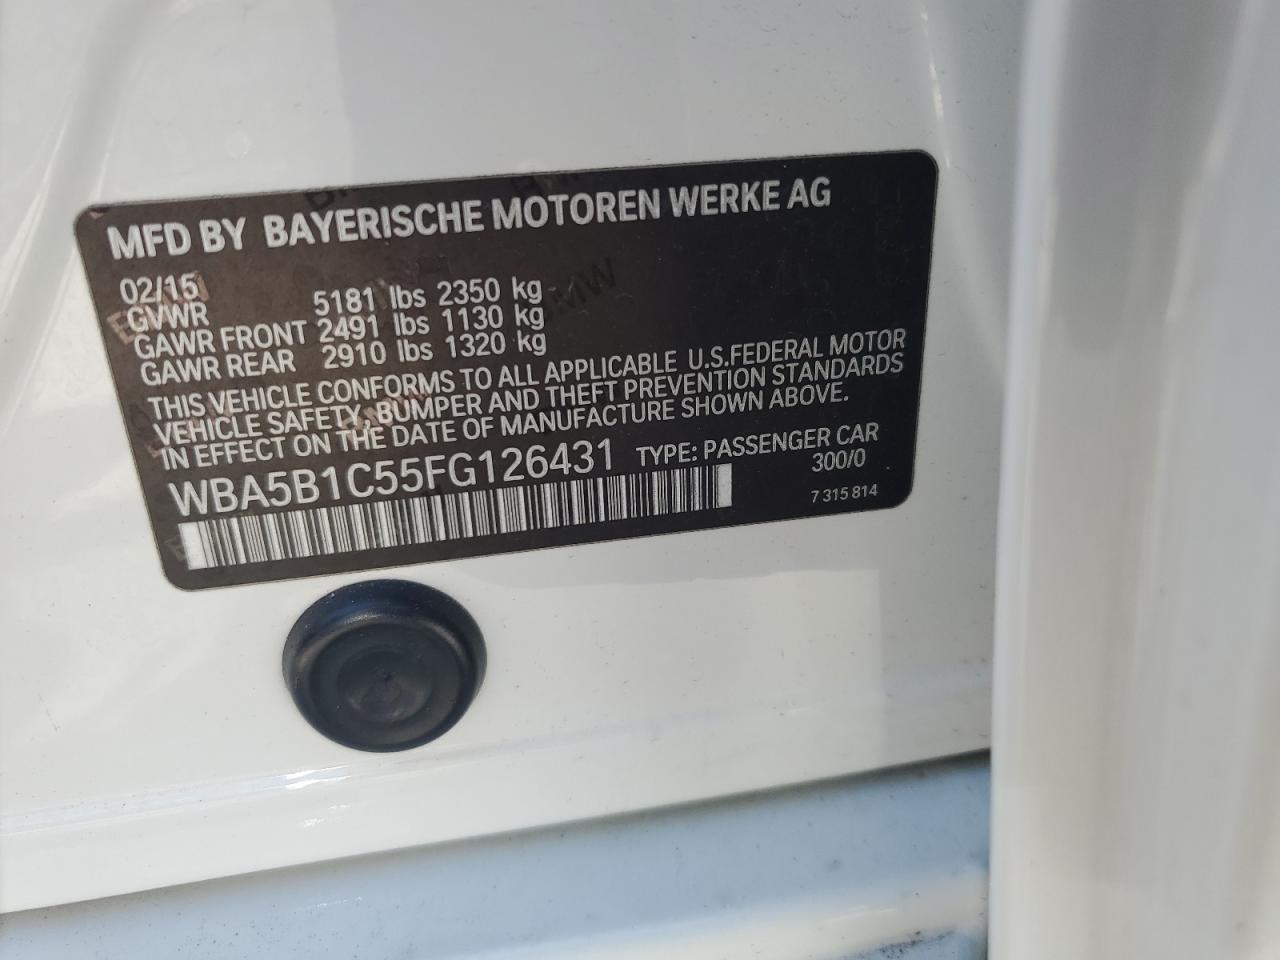 MFD BY BAYERISCHE MOTOREN WERKE AG
02/15
GVWR 5181 lbs 2350 kg
GAWR FRONT 2491 lbs 1130 kg
GAWR REAR 2910 lbs 1320 kg
THIS VEHICLE CONFORMS TO ALL APPLICABLE U.S.FEDERAL MOTOR
VEHICLE SAFETY, BUMPER AND THEFT PREVENTION STANDARDS
IN EFFECT ON THE DATE OF MANUFACTURE SHOWN ABOVE.
WBA5B1C55FG126431 TYPE: PASSENGER CAR
300/0
7 315 814